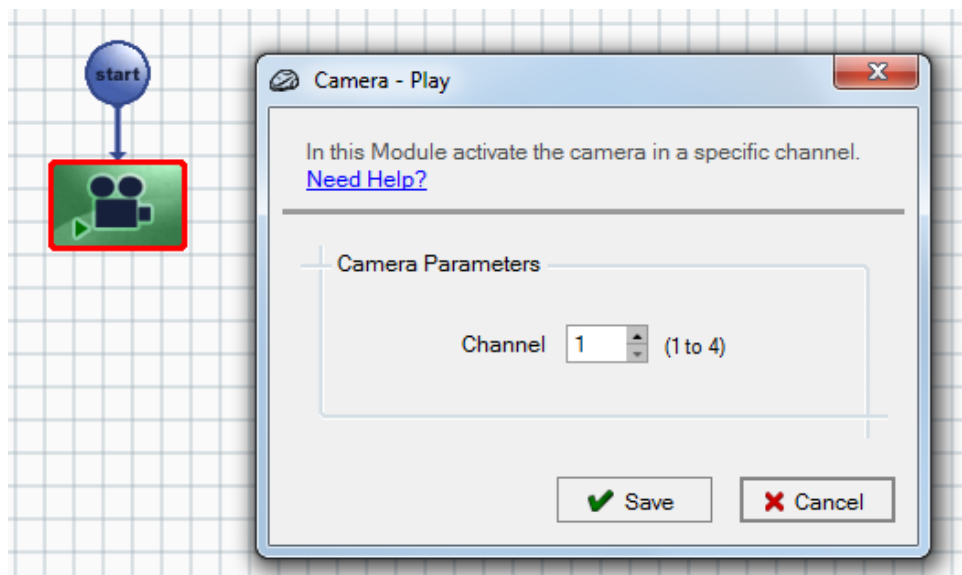 start
Camera - Play
In this Module activate the camera in a specific channel.
Need Help?
Camera Parameters
Channel 1 (1 to 4)
Save Cancel